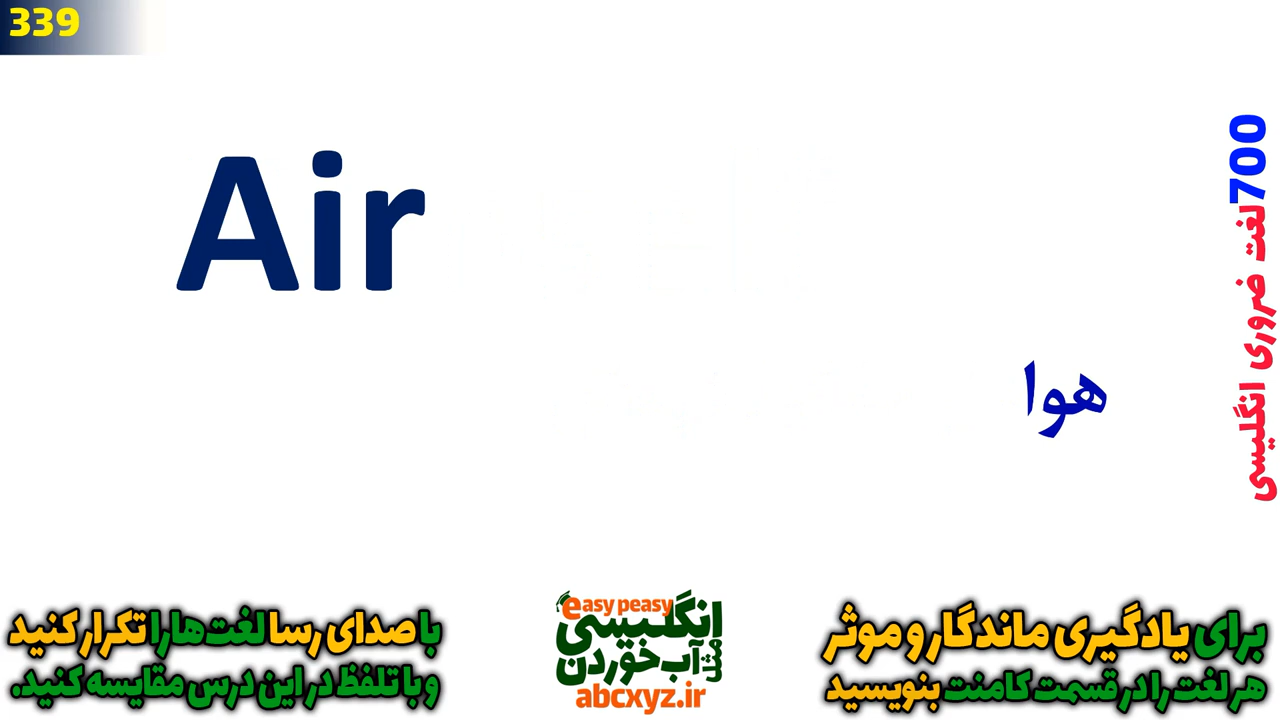 339
Air
هوا
700 لغت ضروری انگلیسی
برای یادگیری ماندگار و موثر
هر لغت را در قسمت کامنت بنویسید
easy peasy
انگلیسی
مثل آب خوردن
abcxyz.ir
با صدای رسا لغت‌ها را تکرار کنید
و با تلفظ در این درس مقایسه کنید.